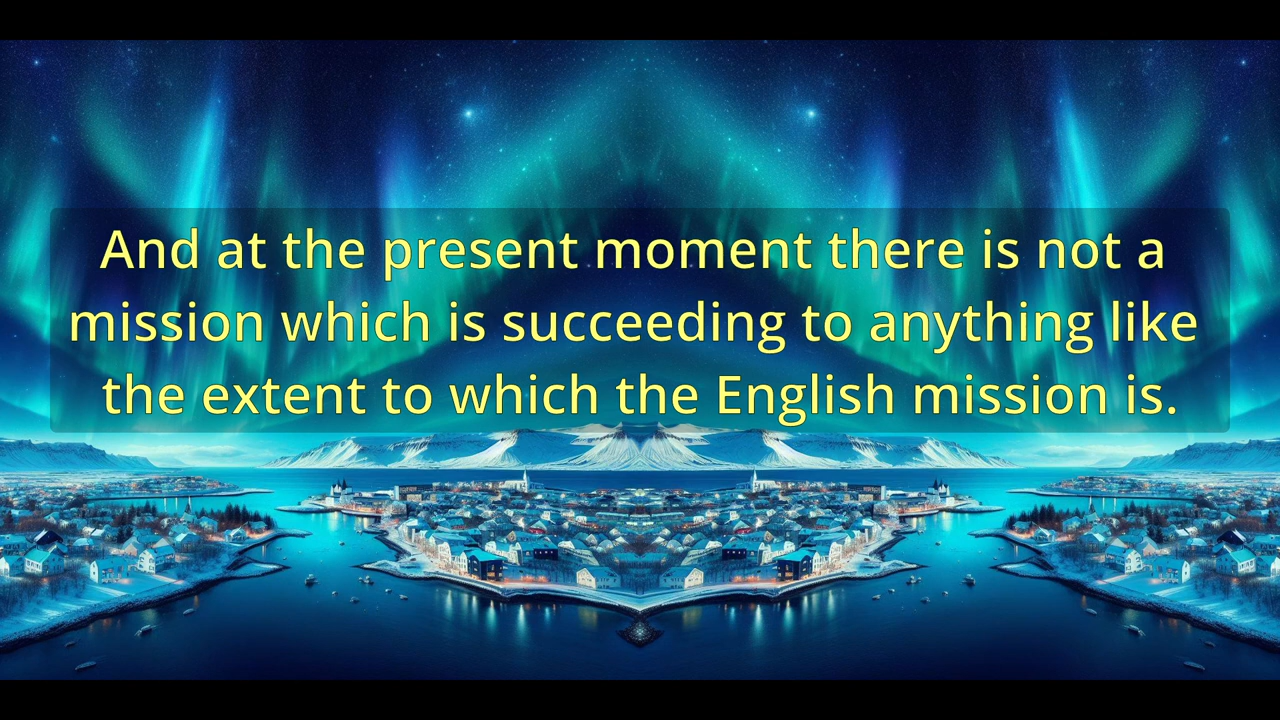 And at the present moment there is not a
mission which is succeeding to anything like
the extent to which the English mission is.